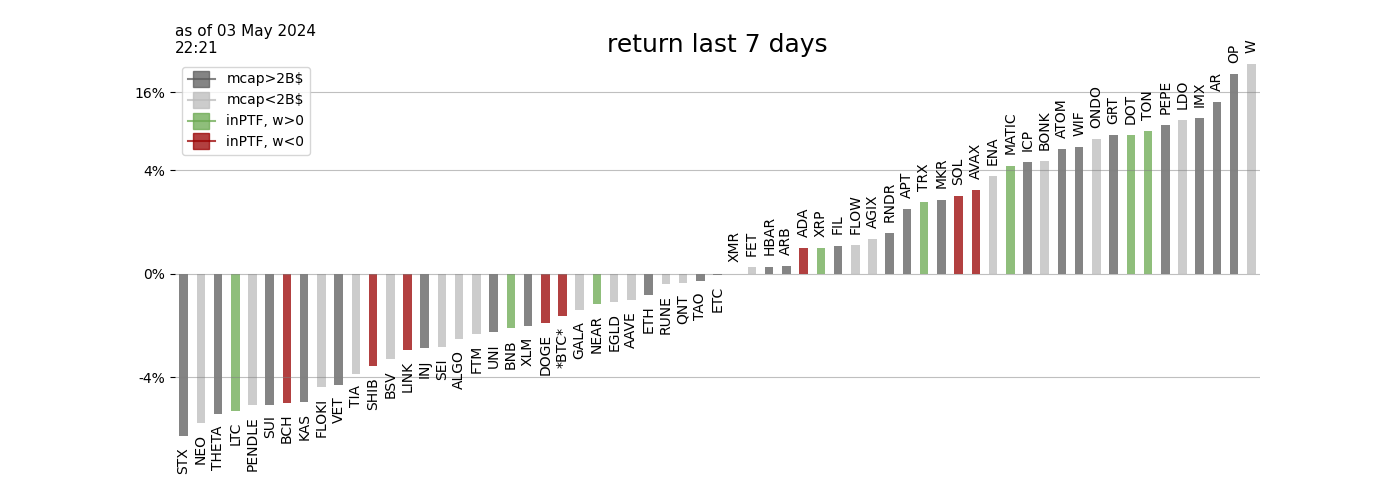 as of 03 May 2024
22:21
return last 7 days
mcap>2B$
mcap<2B$
inPTF, w>0
inPTF, w<0
16%
4%
0%
-4%
STX
NEO
THETA
LTC
PENDLE
SUI
BCH
KAS
FLOKI
VET
TIA
SHIB
BSV
LINK
INJ
SEI
ALGO
FTM
UNI
BNB
XLM
DOGE
*BTC*
GALA
NEAR
EGLD
AAVE
ETH
RUNE
QNT
TAO
ETC
XMR
FET
HBAR
ARB
ADA
XRP
FIL
FLOW
AGIX
RNDR
APT
TRX
MKR
SOL
AVAX
ENA
MATIC
ICP
BONK
ATOM
WIF
ONDO
GRT
DOT
TON
PEPE
LDO
IMX
AR
OP
W